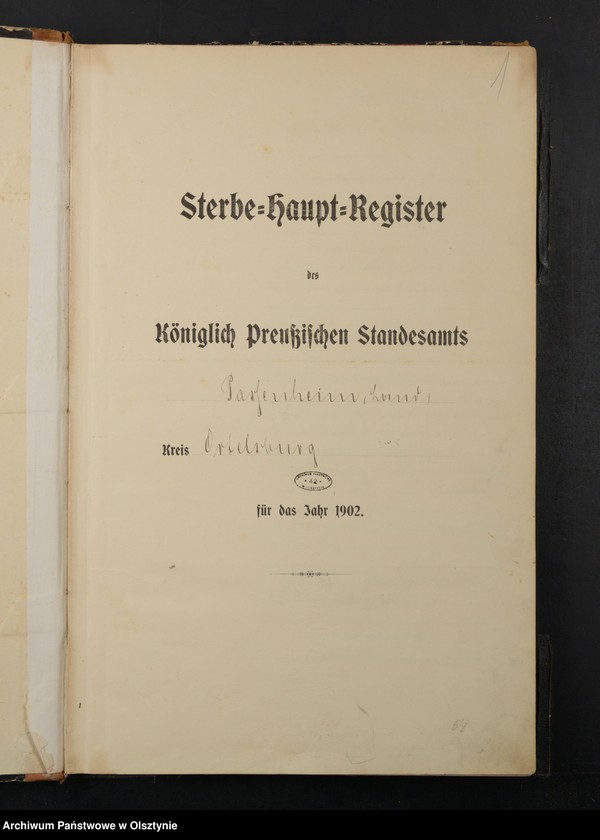 1
Sterbe=Haupt=Register
des
Königlich Preußischen Standesamts
Passenheim, Land,
Kreis Ortelsburg
für das Jahr 1902.
Archiwum Państwowe w Olsztynie